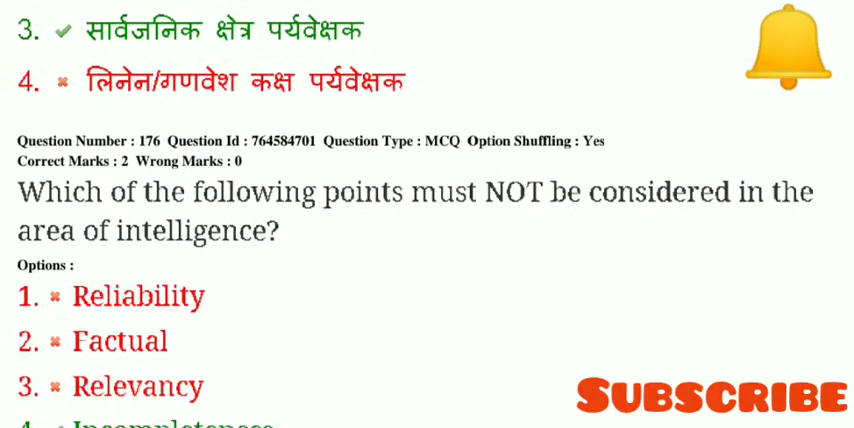 3. ✔ सार्वजनिक क्षेत्र पर्यवेक्षक
4. ✖ लिनेन/गणवेश कक्ष पर्यवेक्षक
Question Number : 176 Question Id : 764584701 Question Type : MCQ Option Shuffling : Yes
Correct Marks : 2 Wrong Marks : 0
Which of the following points must NOT be considered in the
area of intelligence?
Options :
1. ✖ Reliability
2. ✖ Factual
3. ✖ Relevancy
SUBSCRIBE
4. ✔ Incompleteness